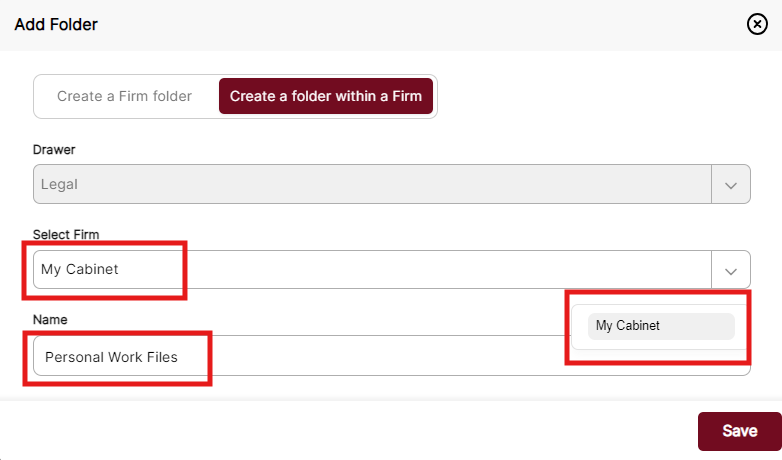 Add Folder
Create a Firm folder
Create a folder within a Firm
Drawer
Legal
Select Firm
My Cabinet
My Cabinet
Name
Personal Work Files
Save